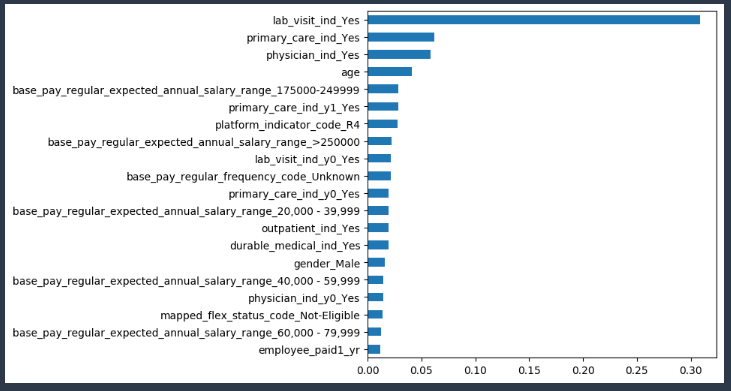 lab_visit_ind_Yes
primary_care_ind_Yes
physician_ind_Yes
age
base_pay_regular_expected_annual_salary_range_175000-249999
primary_care_ind_y1_Yes
platform_indicator_code_R4
base_pay_regular_expected_annual_salary_range_>250000
lab_visit_ind_y0_Yes
base_pay_regular_frequency_code_Unknown
primary_care_ind_y0_Yes
base_pay_regular_expected_annual_salary_range_20,000 - 39,999
outpatient_ind_Yes
durable_medical_ind_Yes
gender_Male
base_pay_regular_expected_annual_salary_range_40,000 - 59,999
physician_ind_y0_Yes
mapped_flex_status_code_Not-Eligible
base_pay_regular_expected_annual_salary_range_60,000 - 79,999
employee_paid1_yr
0.00 0.05 0.10 0.15 0.20 0.25 0.30